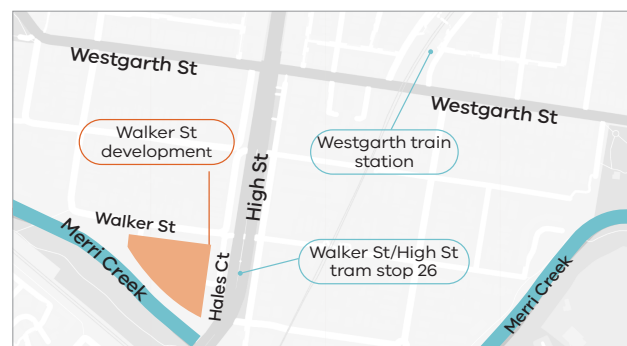 Westgarth St
Westgarth St
Walker St
development
Westgarth train
station
High St
Walker St
Merri Creek
Walker St/High St
tram stop 26
Hales Ct
Merri Creek